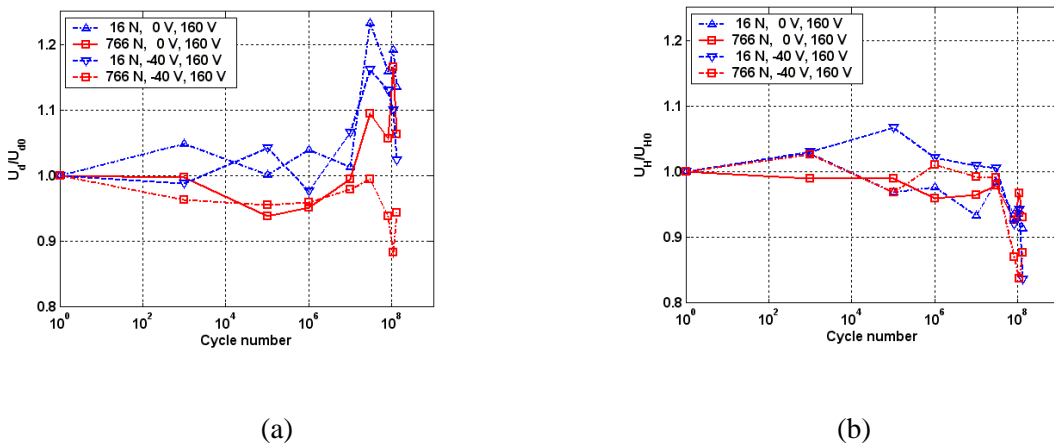 16 N, 0 V, 160 V
766 N, 0 V, 160 V
16 N, -40 V, 160 V
766 N, -40 V, 160 V
1.2
1.1
1.0
0.9
0.8
U_d/U_d0
10^0 10^2 10^4 10^6 10^8
Cycle number
(a)
16 N, 0 V, 160 V
766 N, 0 V, 160 V
16 N, -40 V, 160 V
766 N, -40 V, 160 V
1.2
1.1
1.0
0.9
0.8
U_H/U_H0
10^0 10^2 10^4 10^6 10^8
Cycle number
(b)